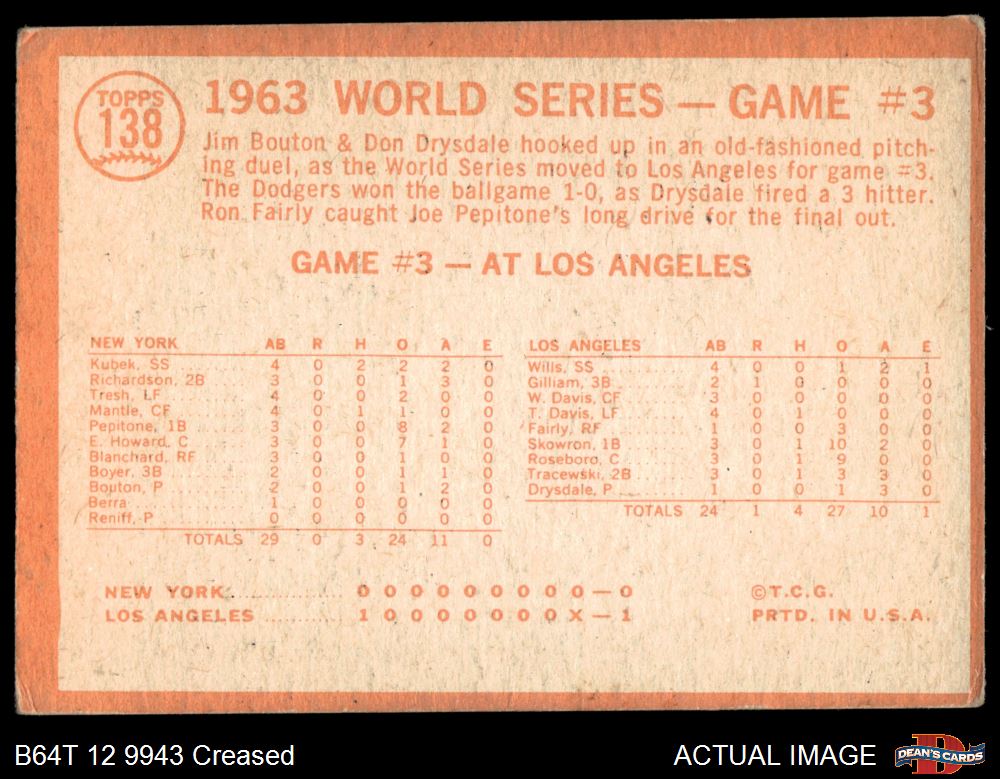 TOPPS
138
1963 WORLD SERIES — GAME #3
Jim Bouton & Don Drysdale hooked up in an old-fashioned pitch-
ing duel, as the World Series moved to Los Angeles for game #3.
The Dodgers won the ballgame 1-0, as Drysdale fired a 3 hitter.
Ron Fairly caught Joe Pepitone's long drive for the final out.
GAME #3 — AT LOS ANGELES
NEW YORK AB R H O A E
Kubek, SS 4 0 2 2 2 0
Richardson, 2B 3 0 0 1 3 0
Tresh, LF 4 0 0 2 0 0
Mantle, CF 4 0 1 1 0 0
Pepitone, 1B 3 0 0 8 2 0
E. Howard, C 3 0 0 7 1 0
Blanchard, RF 3 0 0 1 0 0
Boyer, 3B 2 0 0 1 1 0
Bouton, P 2 0 0 1 2 0
Berra 1 0 0 0 0 0
Reniff, P 0 0 0 0 0 0
TOTALS 29 0 3 24 11 0
LOS ANGELES AB R H O A E
Wills, SS 4 0 0 1 2 1
Gilliam, 3B 2 1 0 0 0 0
W. Davis, CF 3 0 0 0 0 0
T. Davis, LF 4 0 1 0 0 0
Fairly, RF 1 0 0 3 0 0
Skowron, 1B 3 0 1 10 2 0
Roseboro, C 3 0 1 9 0 0
Tracewski, 2B 3 0 1 3 3 0
Drysdale, P 1 0 0 1 3 0
TOTALS 24 1 4 27 10 1
NEW YORK 0 0 0 0 0 0 0 0 0 — 0
LOS ANGELES 1 0 0 0 0 0 0 0 X — 1
©T.C.G.
PRTD. IN U.S.A.
B64T 12 9943 Creased
ACTUAL IMAGE
DEAN'S CARDS